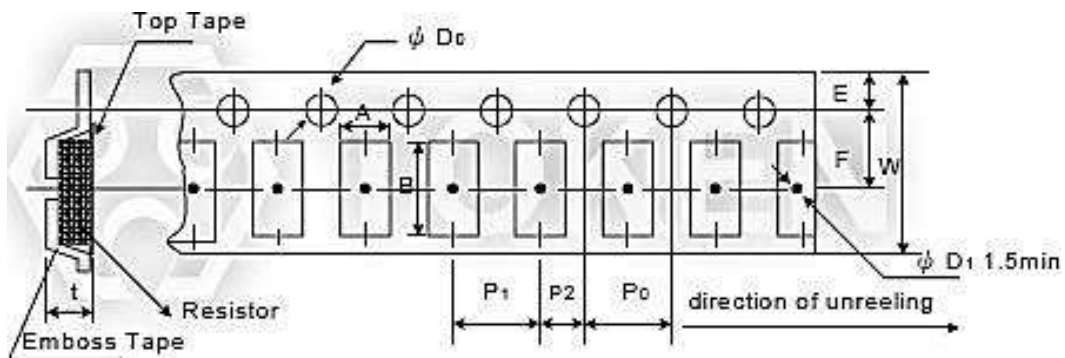 Top Tape
ψ D₀
E
A
F
W
B
ψ D₁ 1.5min
t
P₁
P2
P₀
direction of unreeling
Resistor
Emboss Tape